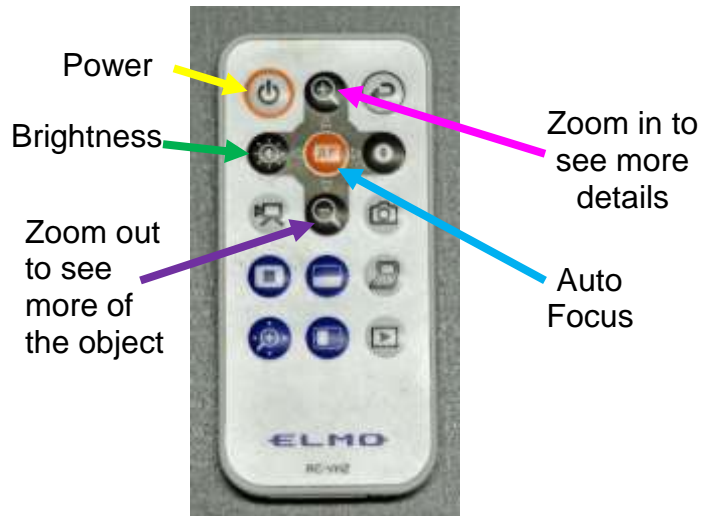 Power
Brightness
Zoom in to
see more
details
Zoom out
to see
more of
the object
Auto
Focus
AF
ELMO